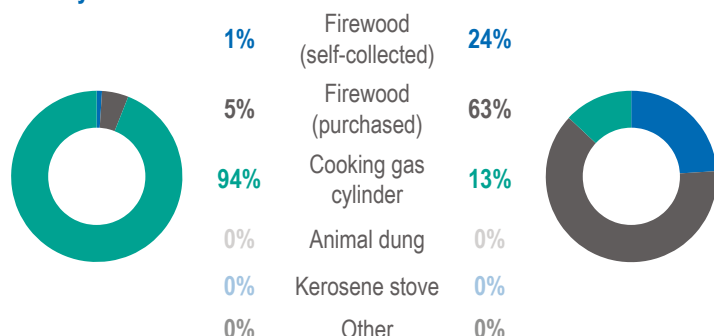 1% Firewood (self-collected) 24%
5% Firewood (purchased) 63%
94% Cooking gas cylinder 13%
0% Animal dung 0%
0% Kerosene stove 0%
0% Other 0%